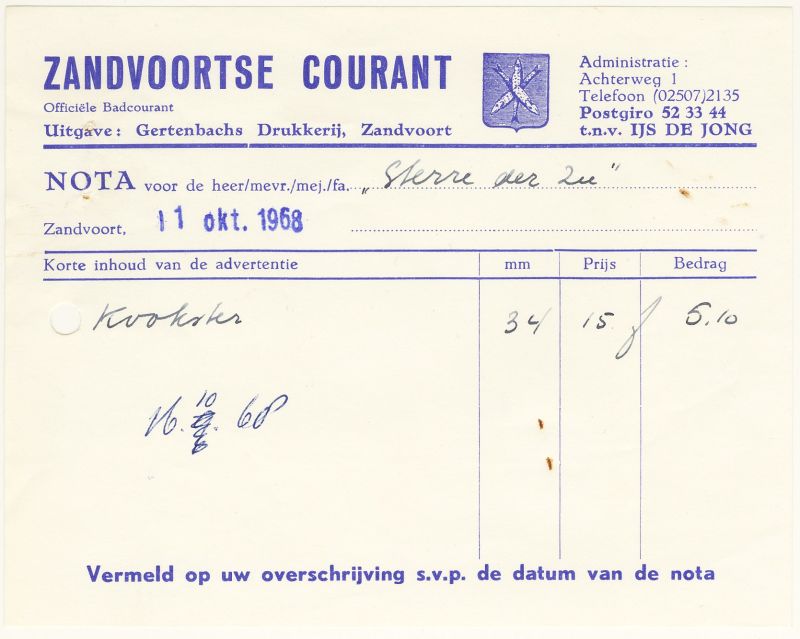 ZANDVOORTSE COURANT
Officiële Badcourant
Uitgave: Gertenbachs Drukkerij, Zandvoort
Administratie :
Achterweg 1
Telefoon (02507)2135
Postgiro 52 33 44
t.n.v. IJS DE JONG
NOTA voor de heer/mevr./mej./fa. „Sterre der Zee"
Zandvoort, 11 okt. 1968
Korte inhoud van de advertentie mm Prijs Bedrag
Kookster 34 15 f 5.10
16. 10. 68
Vermeld op uw overschrijving s.v.p. de datum van de nota